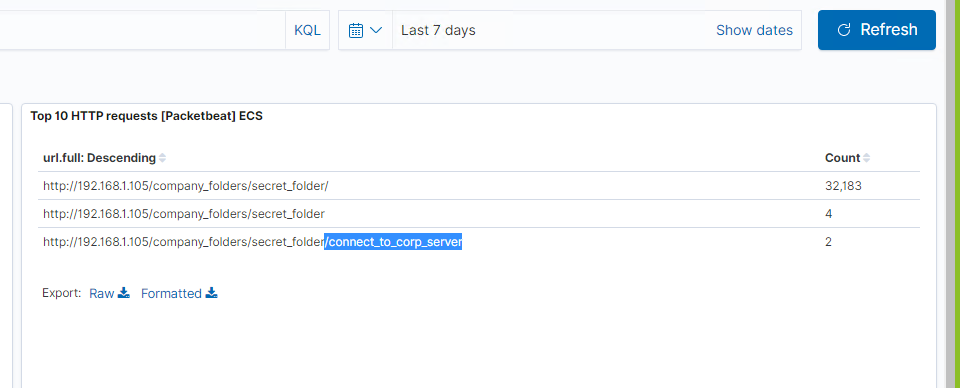 KQL Last 7 days Show dates Refresh
Top 10 HTTP requests [Packetbeat] ECS
url.full: Descending Count
http://192.168.1.105/company_folders/secret_folder/ 32,183
http://192.168.1.105/company_folders/secret_folder 4
http://192.168.1.105/company_folders/secret_folder/connect_to_corp_server 2
Export: Raw Formatted